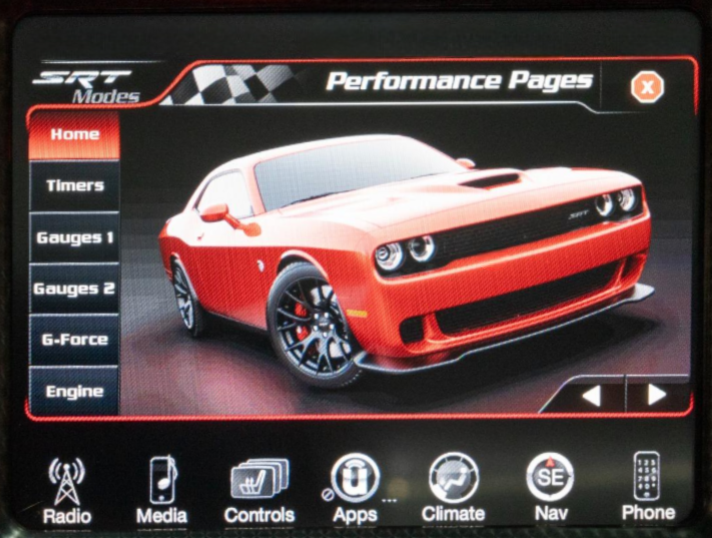 SRT
Modes
Performance Pages
X
Home
Timers
Gauges 1
Gauges 2
G-Force
Engine
SRT
SE
Radio
Media
Controls
Apps
Climate
Nav
Phone